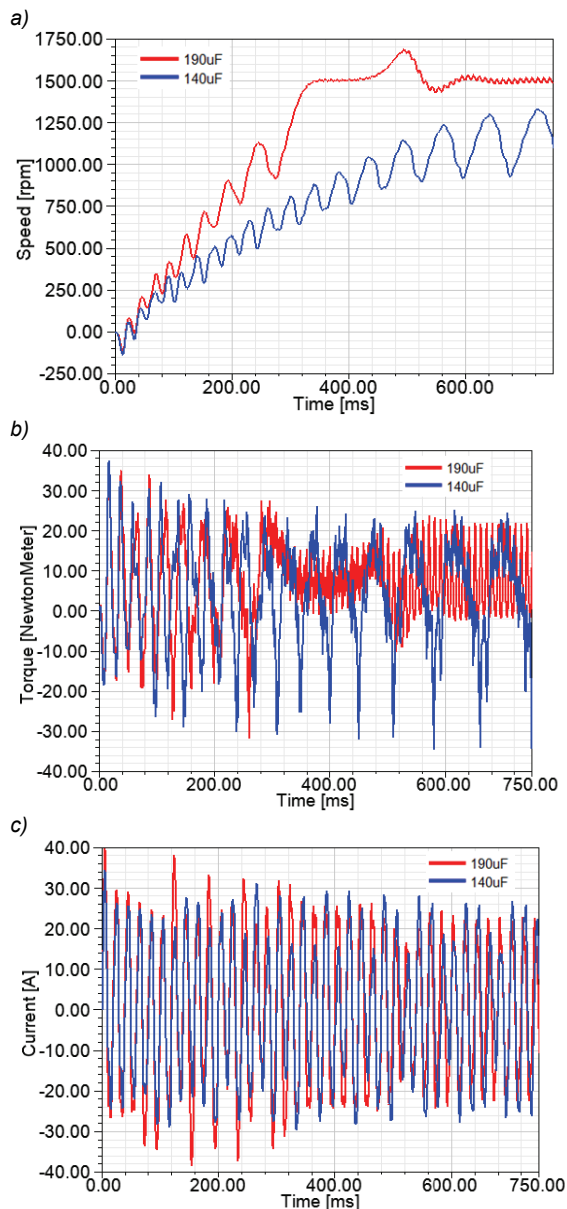 a)
1750.00
1500.00
1250.00
1000.00
750.00
500.00
250.00
0.00
-250.00
Speed [rpm]
190uF
140uF
0.00 200.00 400.00 600.00
Time [ms]
b)
40.00
30.00
20.00
10.00
0.00
-10.00
-20.00
-30.00
-40.00
Torque [NewtonMeter]
190uF
140uF
0.00 200.00 400.00 600.00 750.00
Time [ms]
c)
40.00
30.00
20.00
10.00
0.00
-10.00
-20.00
-30.00
-40.00
Current [A]
190uF
140uF
0.00 200.00 400.00 600.00 750.00
Time [ms]